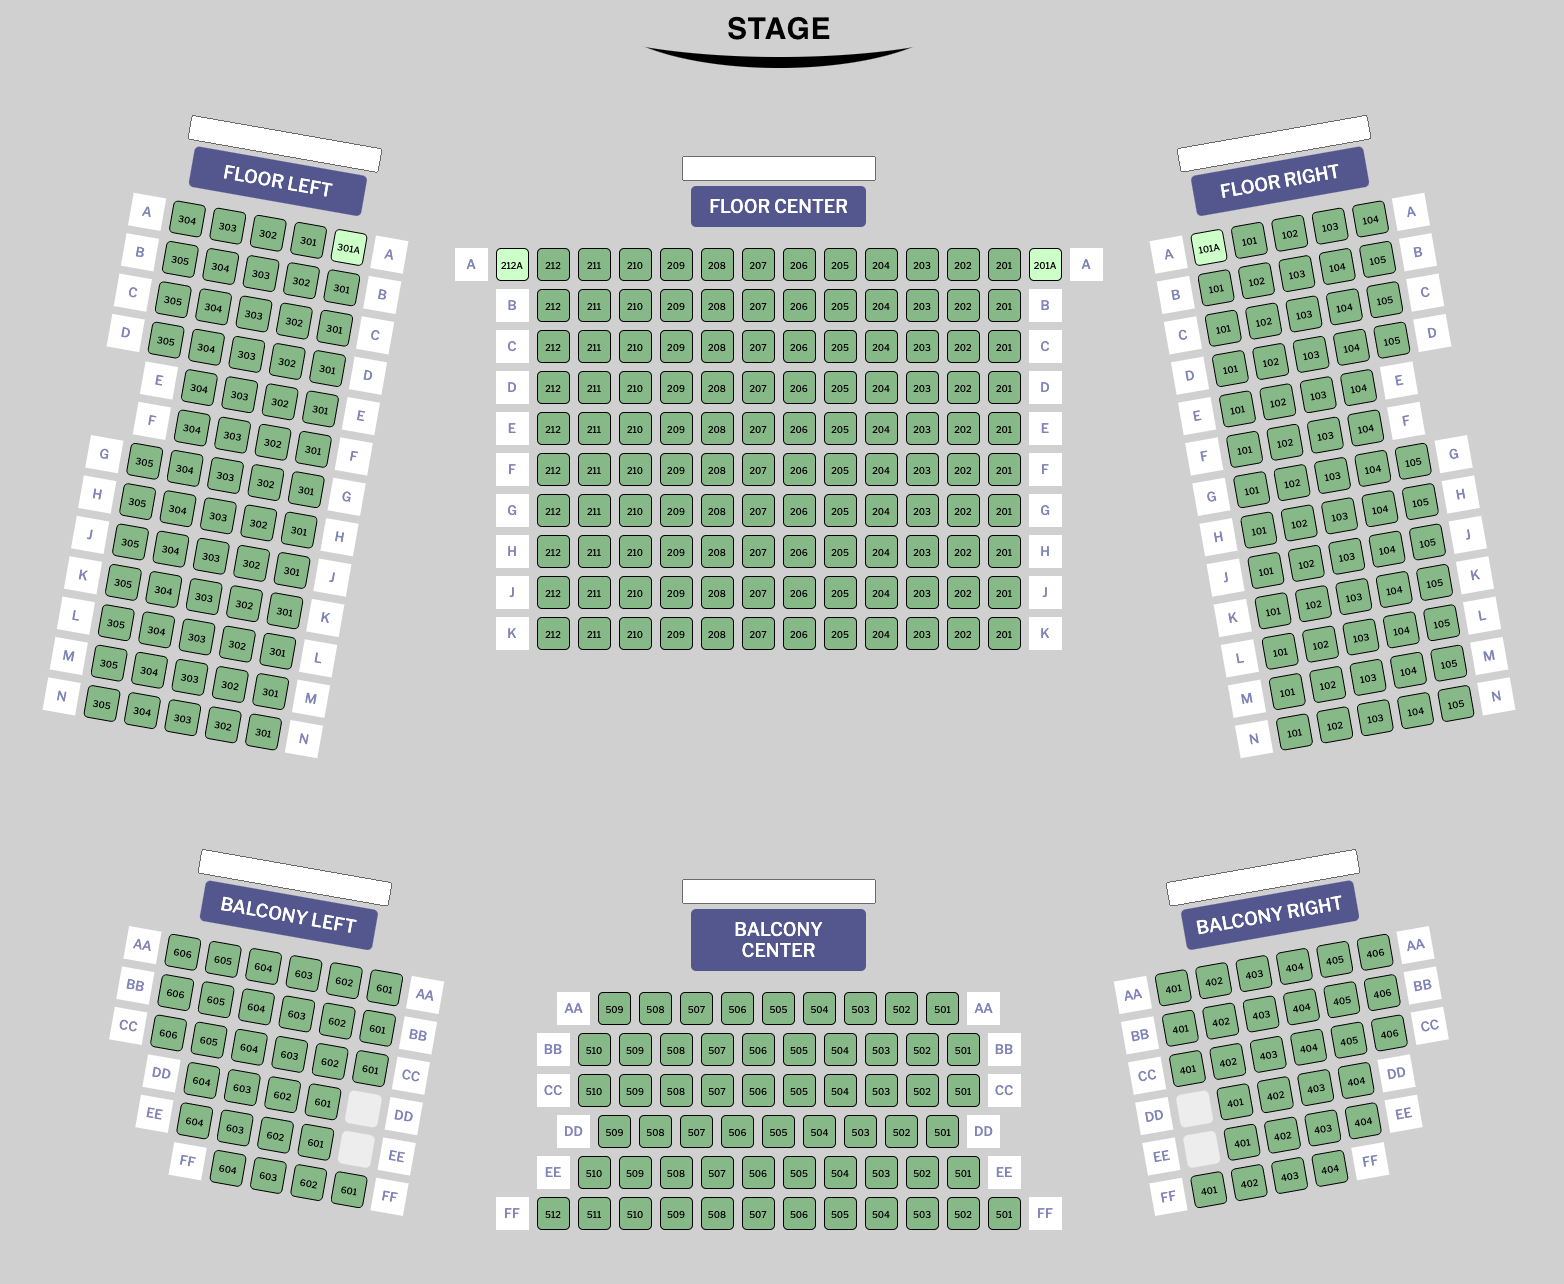 STAGE
FLOOR LEFT
A 304 303 302 301 301A A
B 305 304 303 302 301 B
C 305 304 303 302 301 C
D 305 304 303 302 301 D
E 304 303 302 301 E
F 304 303 302 301 F
G 305 304 303 302 301 G
H 305 304 303 302 301 H
J 305 304 303 302 301 J
K 305 304 303 302 301 K
L 305 304 303 302 301 L
M 305 304 303 302 301 M
N 305 304 303 302 301 N
FLOOR CENTER
A 212A 212 211 210 209 208 207 206 205 204 203 202 201 201A A
B 212 211 210 209 208 207 206 205 204 203 202 201 B
C 212 211 210 209 208 207 206 205 204 203 202 201 C
D 212 211 210 209 208 207 206 205 204 203 202 201 D
E 212 211 210 209 208 207 206 205 204 203 202 201 E
F 212 211 210 209 208 207 206 205 204 203 202 201 F
G 212 211 210 209 208 207 206 205 204 203 202 201 G
H 212 211 210 209 208 207 206 205 204 203 202 201 H
J 212 211 210 209 208 207 206 205 204 203 202 201 J
K 212 211 210 209 208 207 206 205 204 203 202 201 K
FLOOR RIGHT
A 101A 101 102 103 104 A
B 101 102 103 104 105 B
C 101 102 103 104 105 C
D 101 102 103 104 105 D
E 101 102 103 104 E
F 101 102 103 104 F
G 101 102 103 104 105 G
H 101 102 103 104 105 H
J 101 102 103 104 105 J
K 101 102 103 104 105 K
L 101 102 103 104 105 L
M 101 102 103 104 105 M
N 101 102 103 104 105 N
BALCONY LEFT
AA 606 605 604 603 602 601 AA
BB 606 605 604 603 602 601 BB
CC 606 605 604 603 602 601 CC
DD 604 603 602 601 DD
EE 604 603 602 601 EE
FF 604 603 602 601 FF
BALCONY
CENTER
AA 509 508 507 506 505 504 503 502 501 AA
BB 510 509 508 507 506 505 504 503 502 501 BB
CC 510 509 508 507 506 505 504 503 502 501 CC
DD 509 508 507 506 505 504 503 502 501 DD
EE 510 509 508 507 506 505 504 503 502 501 EE
FF 512 511 510 509 508 507 506 505 504 503 502 501 FF
BALCONY RIGHT
AA 401 402 403 404 405 406 AA
BB 401 402 403 404 405 406 BB
CC 401 402 403 404 405 406 CC
DD 401 402 403 404 DD
EE 401 402 403 404 EE
FF 401 402 403 404 FF